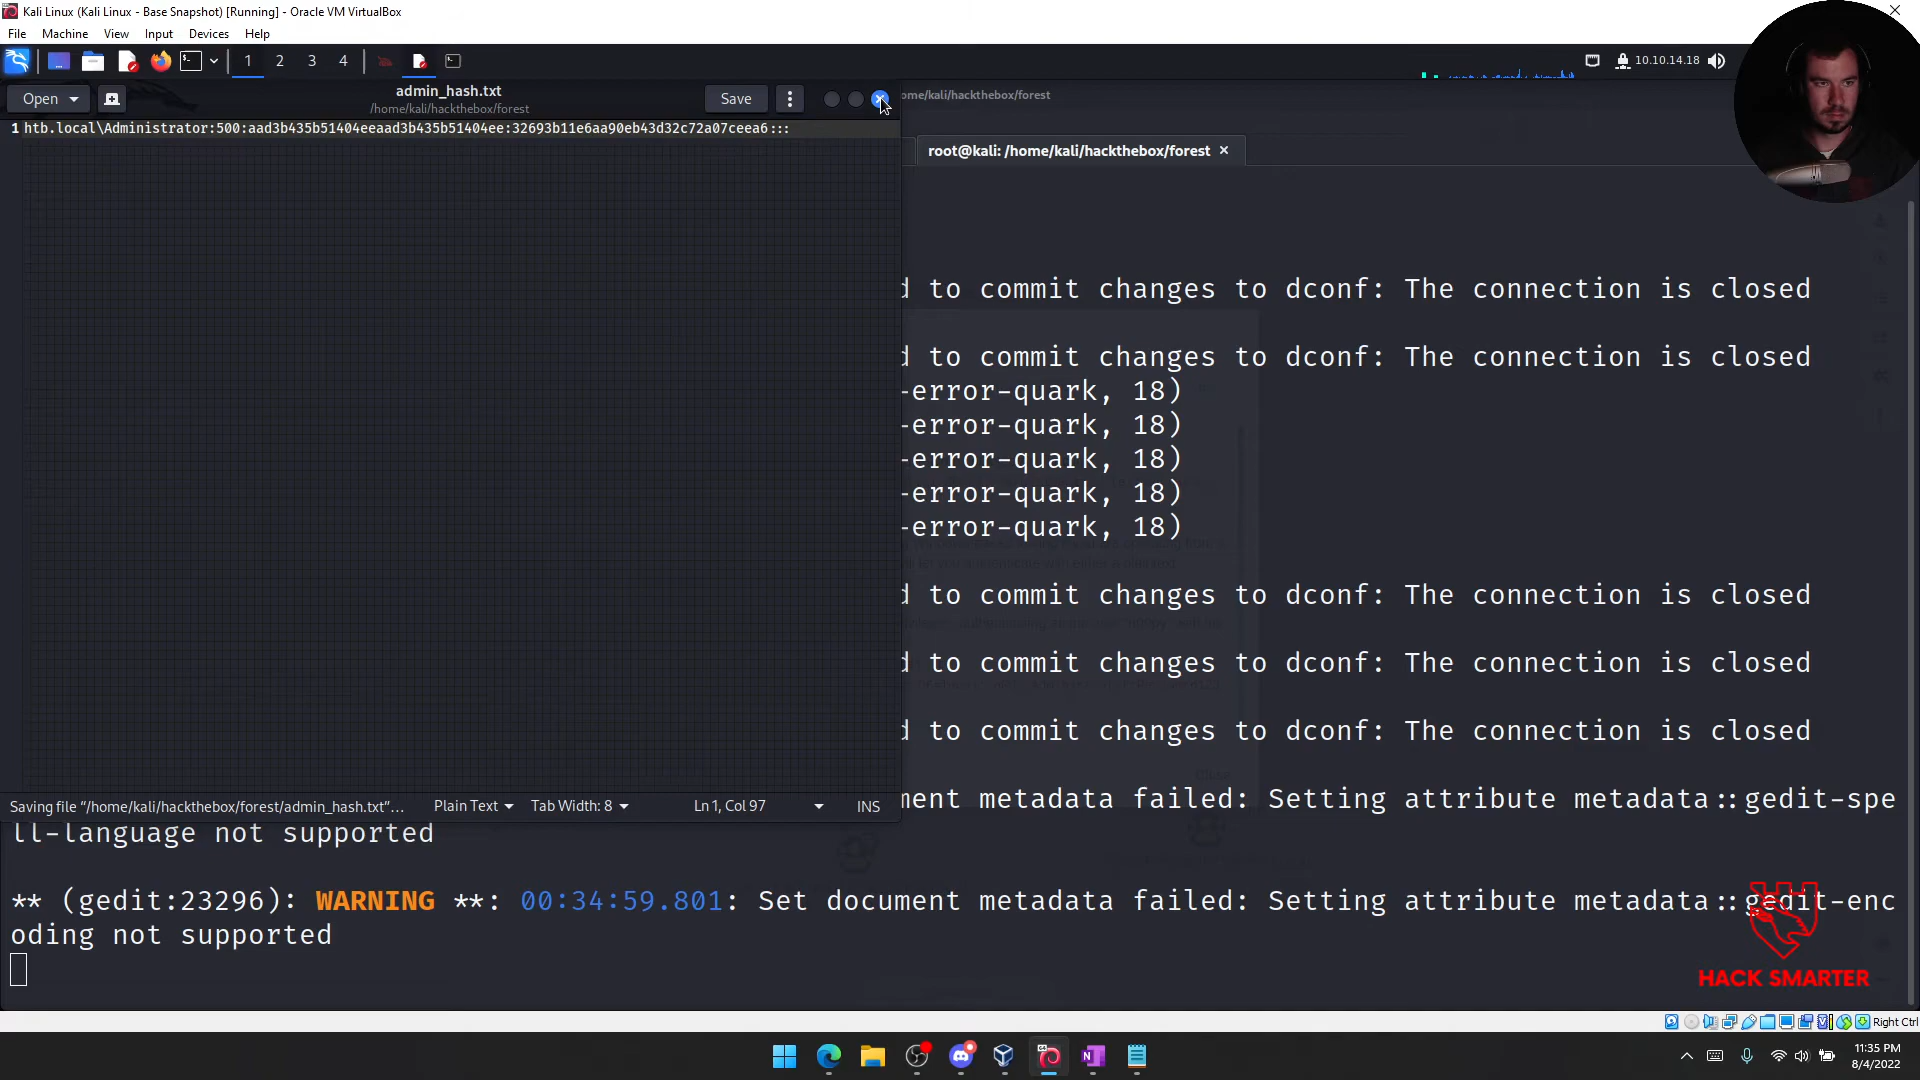 Kali Linux (Kali Linux - Base Snapshot) [Running] - Oracle VM VirtualBox
File Machine View Input Devices Help
1 2 3 4
10.10.14.18
Open
admin_hash.txt
/home/kali/hackthebox/forest
Save
ome/kali/hackthebox/forest
1 htb.local\Administrator:500:aad3b435b51404eeaad3b435b51404ee:32693b11e6aa90eb43d32c72a07ceea6:::
root@kali: /home/kali/hackthebox/forest
d to commit changes to dconf: The connection is closed
d to commit changes to dconf: The connection is closed
-error-quark, 18)
-error-quark, 18)
-error-quark, 18)
-error-quark, 18)
-error-quark, 18)
d to commit changes to dconf: The connection is closed
d to commit changes to dconf: The connection is closed
d to commit changes to dconf: The connection is closed
Close
ment metadata failed: Setting attribute metadata::gedit-spe
Saving file “/home/kali/hackthebox/forest/admin_hash.txt”... Plain Text Tab Width: 8 Ln 1, Col 97 INS
ll-language not supported
** (gedit:23296): WARNING **: 00:34:59.801: Set document metadata failed: Setting attribute metadata::gedit-enc
oding not supported
HACK SMARTER
Right Ctrl
11:35 PM
8/4/2022